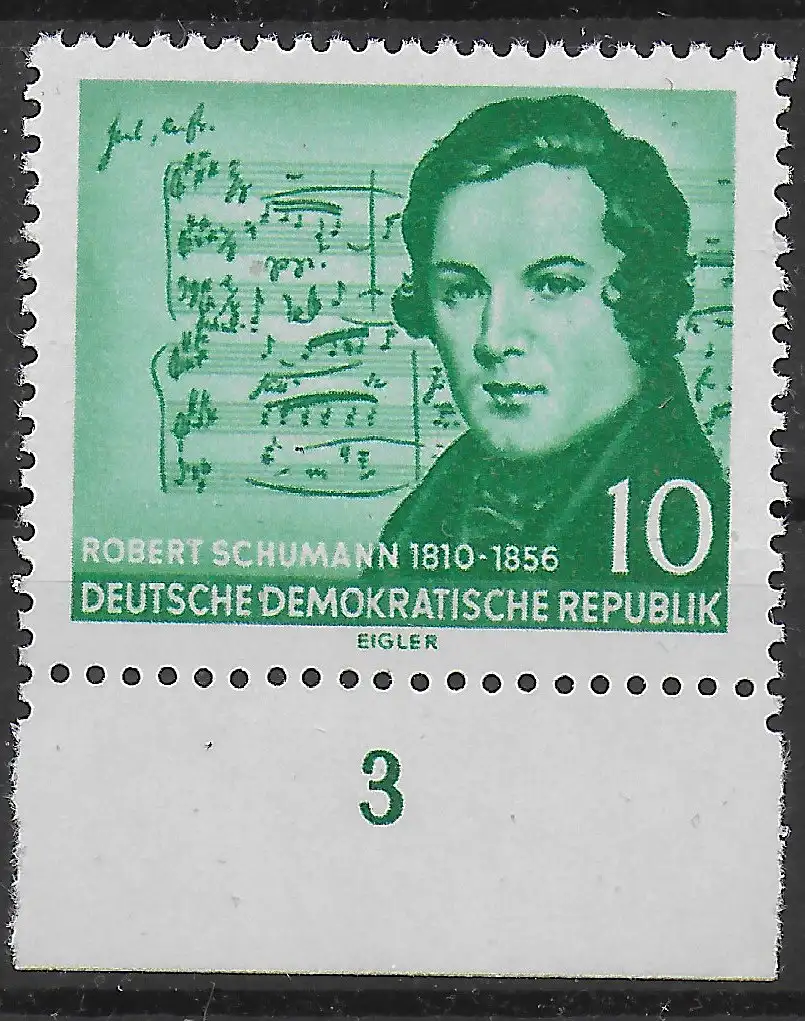 10
ROBERT SCHUMANN 1810-1856
DEUTSCHE DEMOKRATISCHE REPUBLIK
EIGLER
3